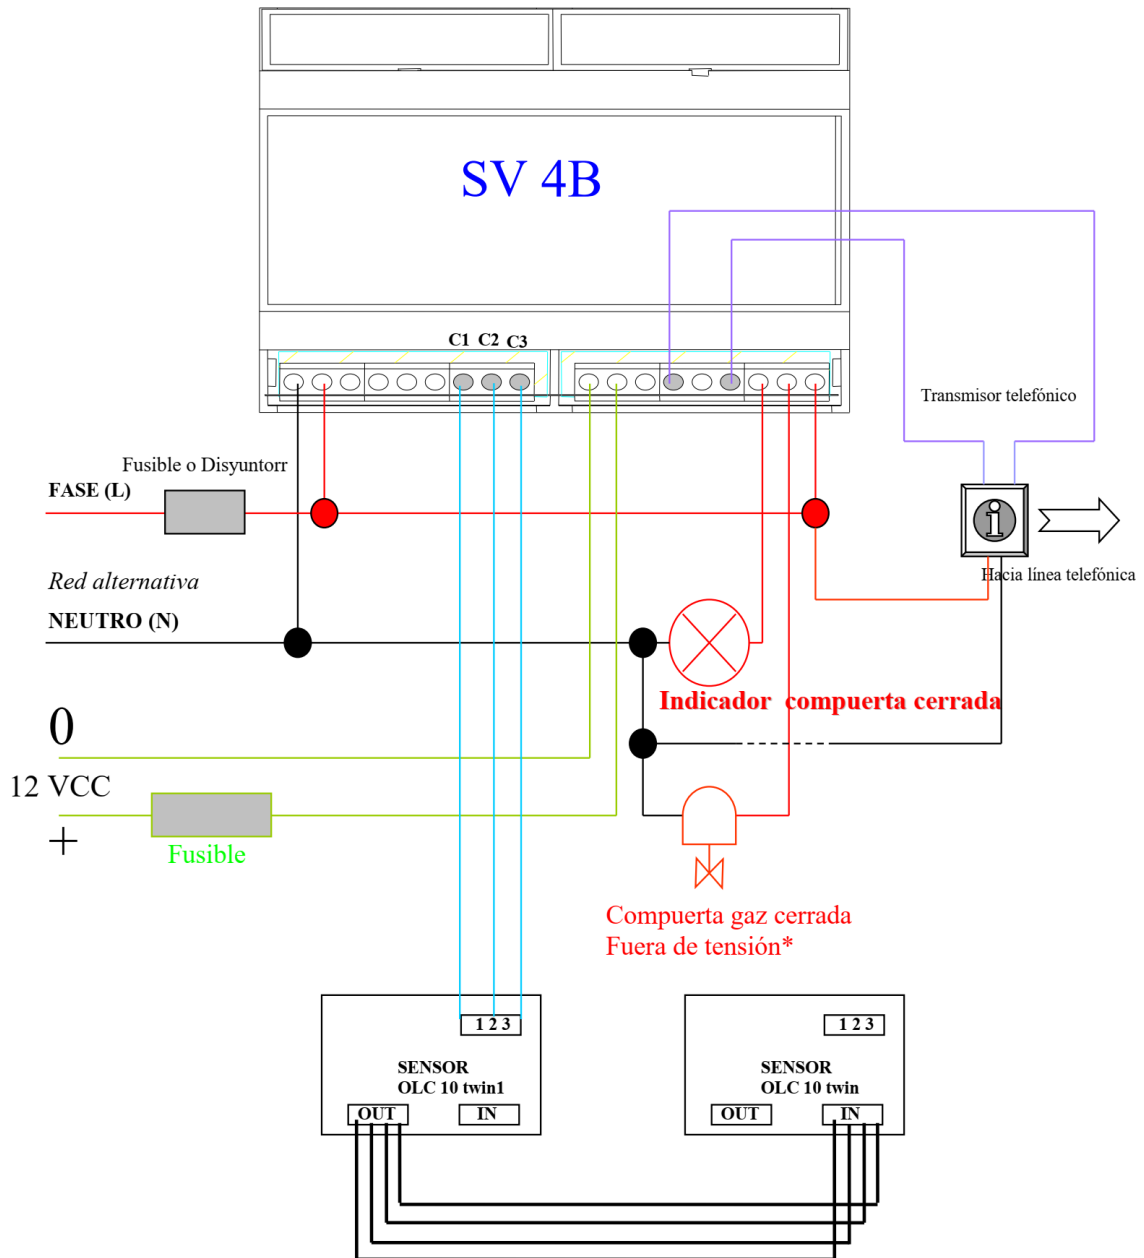 SV 4B
C1 C2 C3
Transmisor telefónico
Fusible o Disyuntorr
FASE (L)
Red alternativa
Hacia línea telefónica
NEUTRO (N)
Indicador compuerta cerrada
0
12 VCC
+
Fusible
Compuerta gaz cerrada
Fuera de tensión*
1 2 3
SENSOR
OLC 10 twin1
OUT
IN
1 2 3
SENSOR
OLC 10 twin
OUT
IN